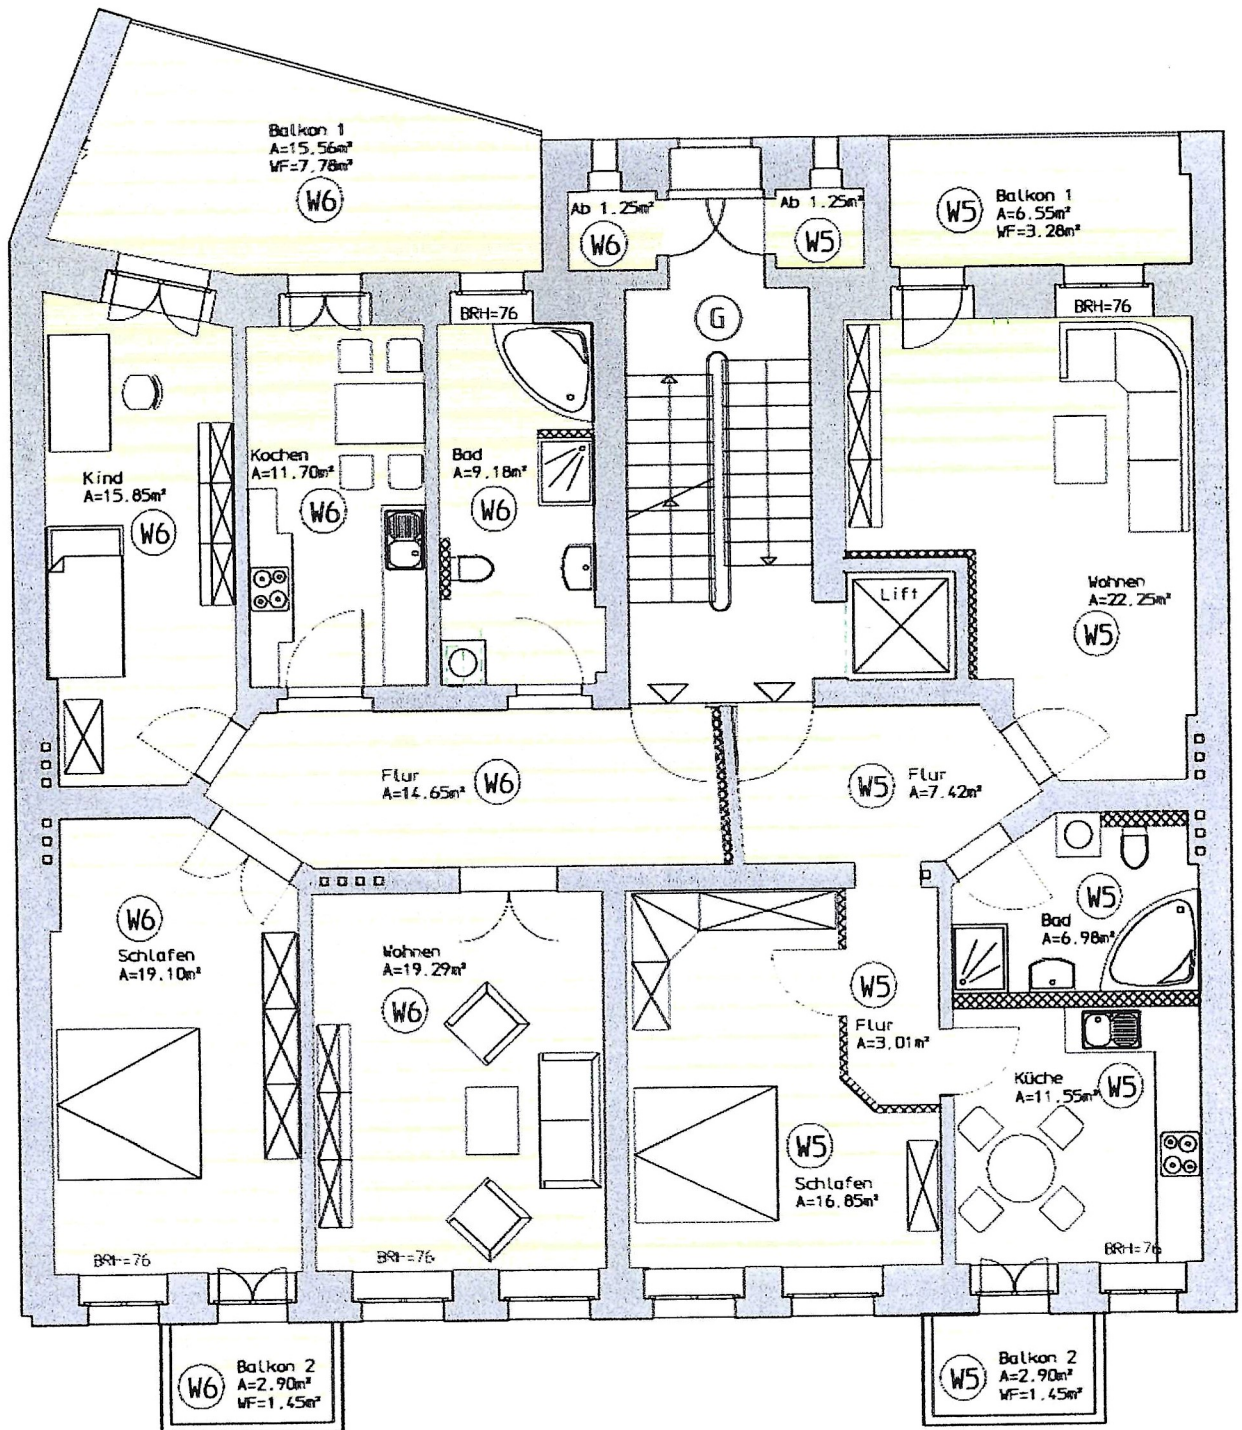 Balkon 1
A=15.56m²
WF=7.78m²
W6
Ab 1.25m²
W6
Ab 1.25m²
W5
W5
Balkon 1
A=6.55m²
WF=3.28m²
BRH=76
G
BRH=76
Kind
A=15.85m²
W6
Kochen
A=11.70m²
W6
Bad
A=9.18m²
W6
Lift
Wohnen
A=22.25m²
W5
Flur
A=14.65m²
W6
W5
Flur
A=7.42m²
W6
Schlafen
A=19.10m²
Wohnen
A=19.29m²
W6
W5
Flur
A=3.01m²
W5
Bad
A=6.98m²
Küche
A=11.55m²
W5
W5
Schlafen
A=16.85m²
BRH=76
BRH=76
BRH=76
W6
Balkon 2
A=2.90m²
WF=1.45m²
W5
Balkon 2
A=2.90m²
WF=1.45m²